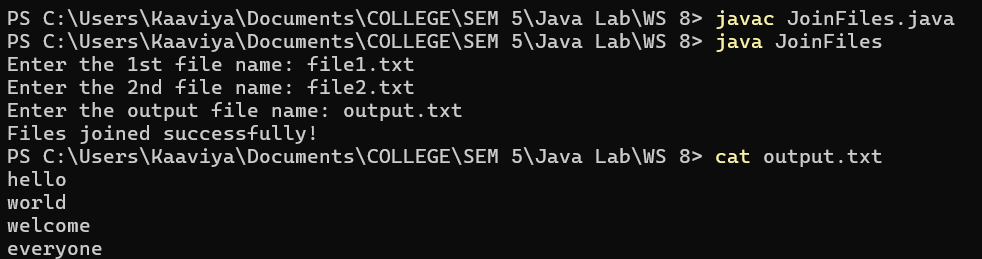 PS C:\Users\Kaaviya\Documents\COLLEGE\SEM 5\Java Lab\WS 8> javac JoinFiles.java
PS C:\Users\Kaaviya\Documents\COLLEGE\SEM 5\Java Lab\WS 8> java JoinFiles
Enter the 1st file name: file1.txt
Enter the 2nd file name: file2.txt
Enter the output file name: output.txt
Files joined successfully!
PS C:\Users\Kaaviya\Documents\COLLEGE\SEM 5\Java Lab\WS 8> cat output.txt
hello
world
welcome
everyone